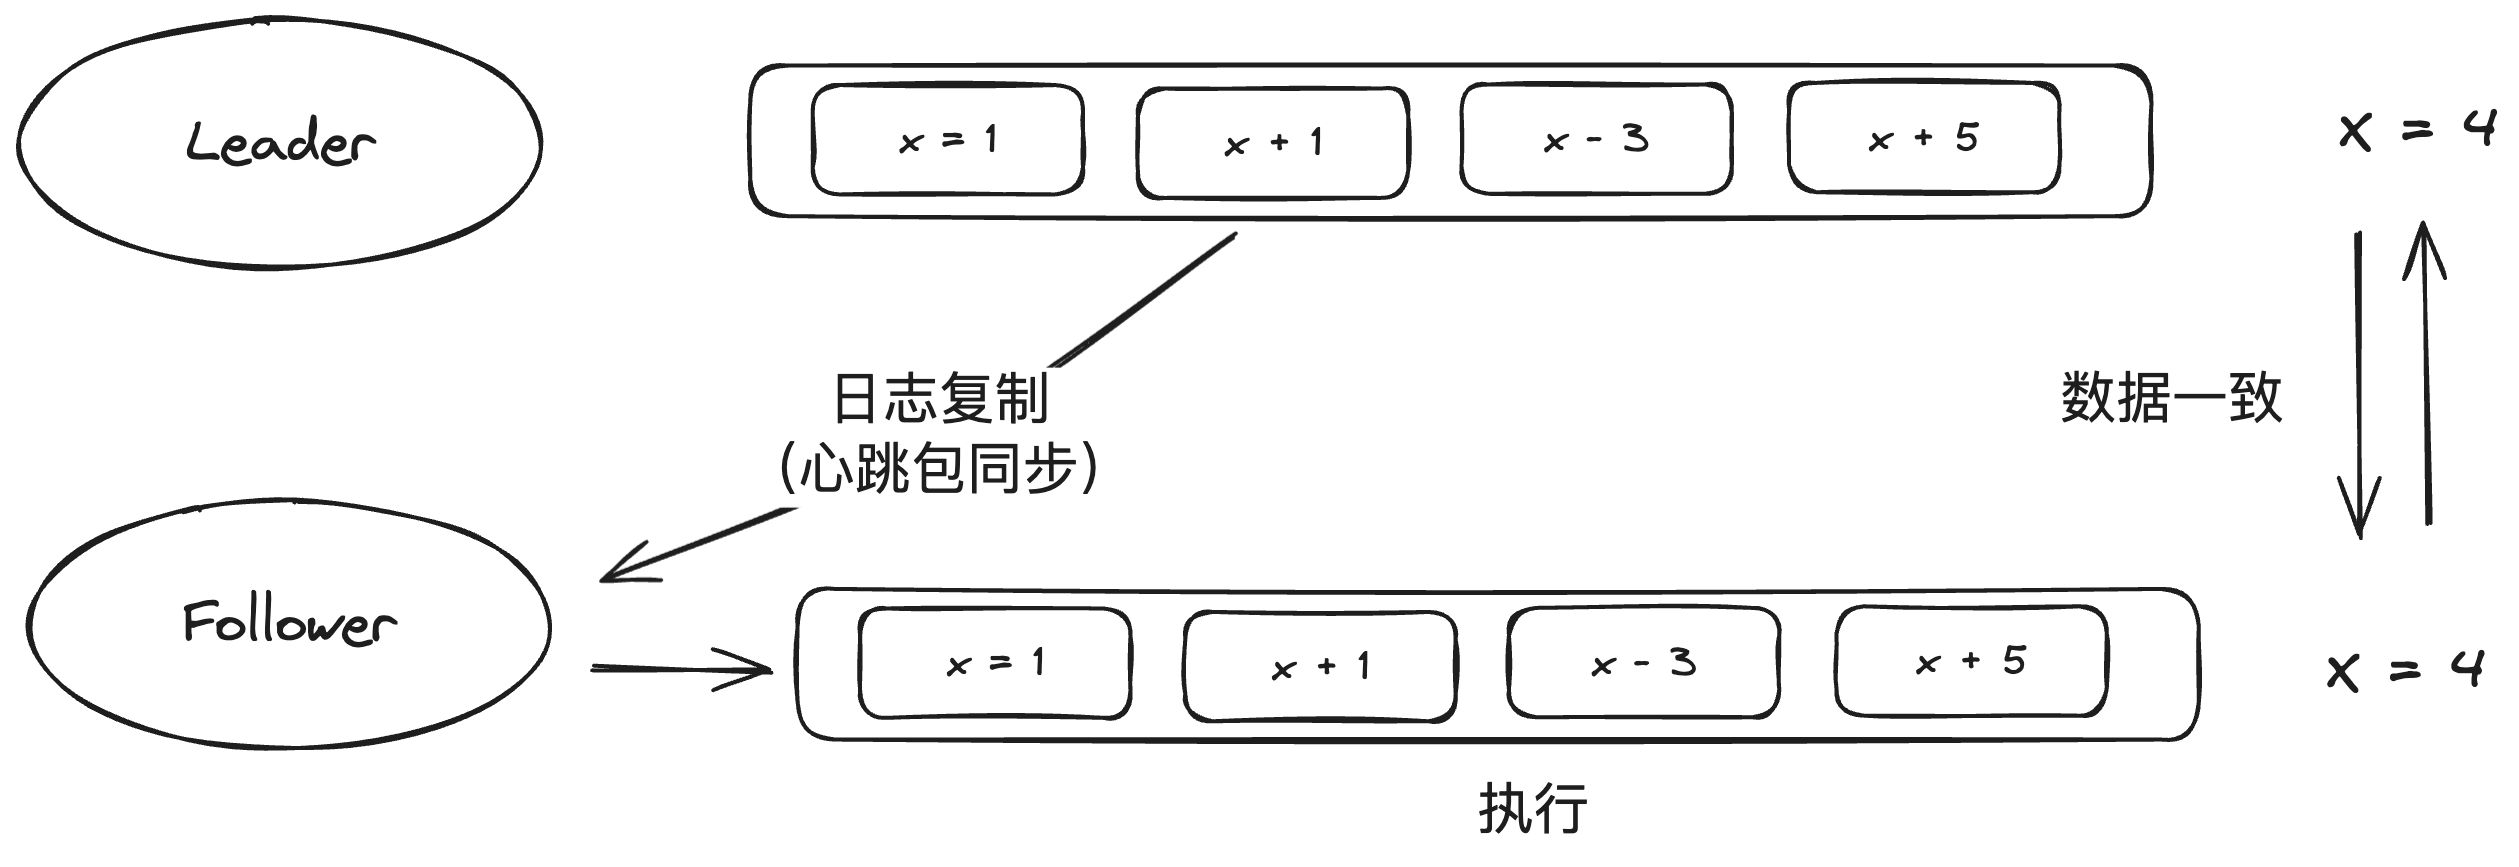 Leader
x = 1
x + 1
x - 3
x + 5
x = 4
日志复制
(心跳包同步)
数据一致
Follower
x = 1
x + 1
x - 3
x + 5
x = 4
执行